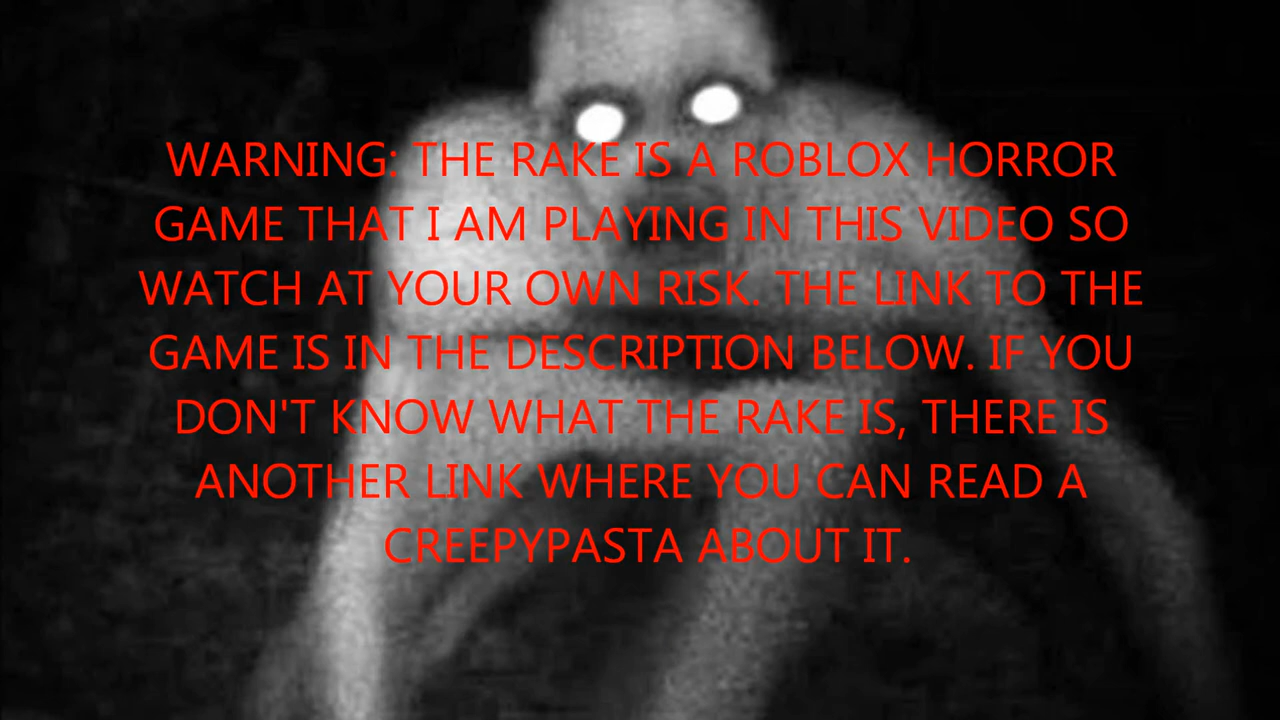 WARNING: THE RAKE IS A ROBLOX HORROR
GAME THAT I AM PLAYING IN THIS VIDEO SO
WATCH AT YOUR OWN RISK. THE LINK TO THE
GAME IS IN THE DESCRIPTION BELOW. IF YOU
DON'T KNOW WHAT THE RAKE IS, THERE IS
ANOTHER LINK WHERE YOU CAN READ A
CREEPYPASTA ABOUT IT.